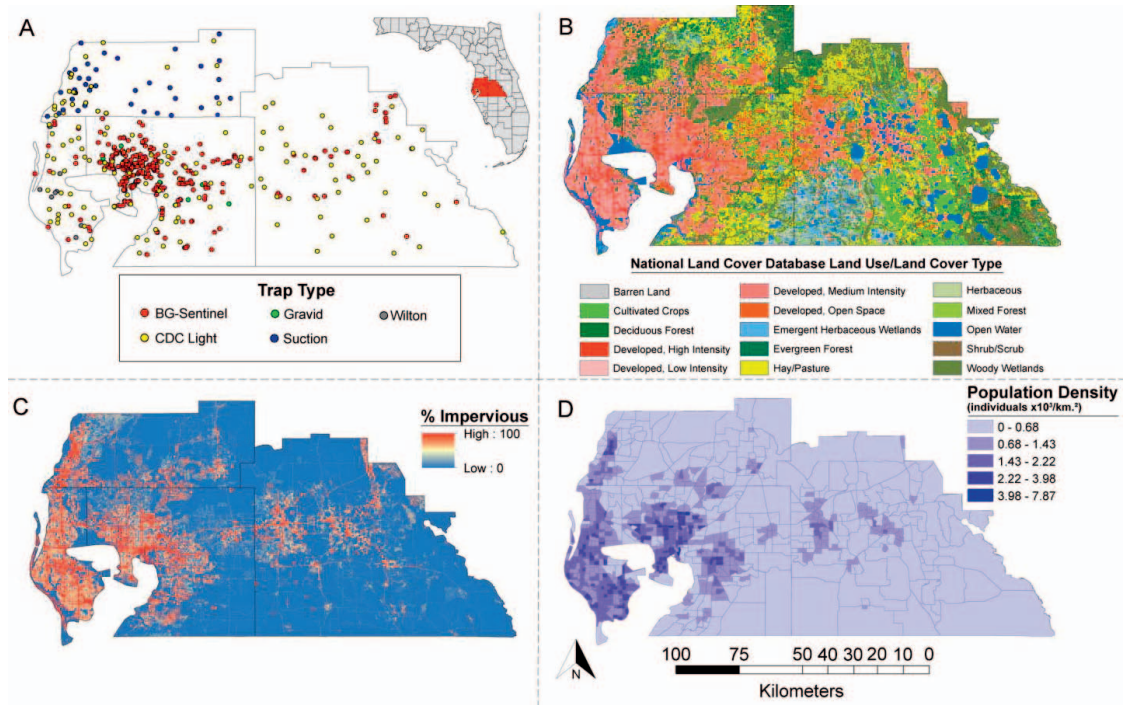 A
Trap Type
BG-Sentinel
Gravid
Wilton
CDC Light
Suction
B
National Land Cover Database Land Use/Land Cover Type
Barren Land
Cultivated Crops
Deciduous Forest
Developed, High Intensity
Developed, Low Intensity
Developed, Medium Intensity
Developed, Open Space
Emergent Herbaceous Wetlands
Evergreen Forest
Hay/Pasture
Herbaceous
Mixed Forest
Open Water
Shrub/Scrub
Woody Wetlands
C
% Impervious
High : 100
Low : 0
D
Population Density
(individuals x10³/km.²)
0 - 0.68
0.68 - 1.43
1.43 - 2.22
2.22 - 3.98
3.98 - 7.87
N
100 75 50 40 30 20 10 0
Kilometers